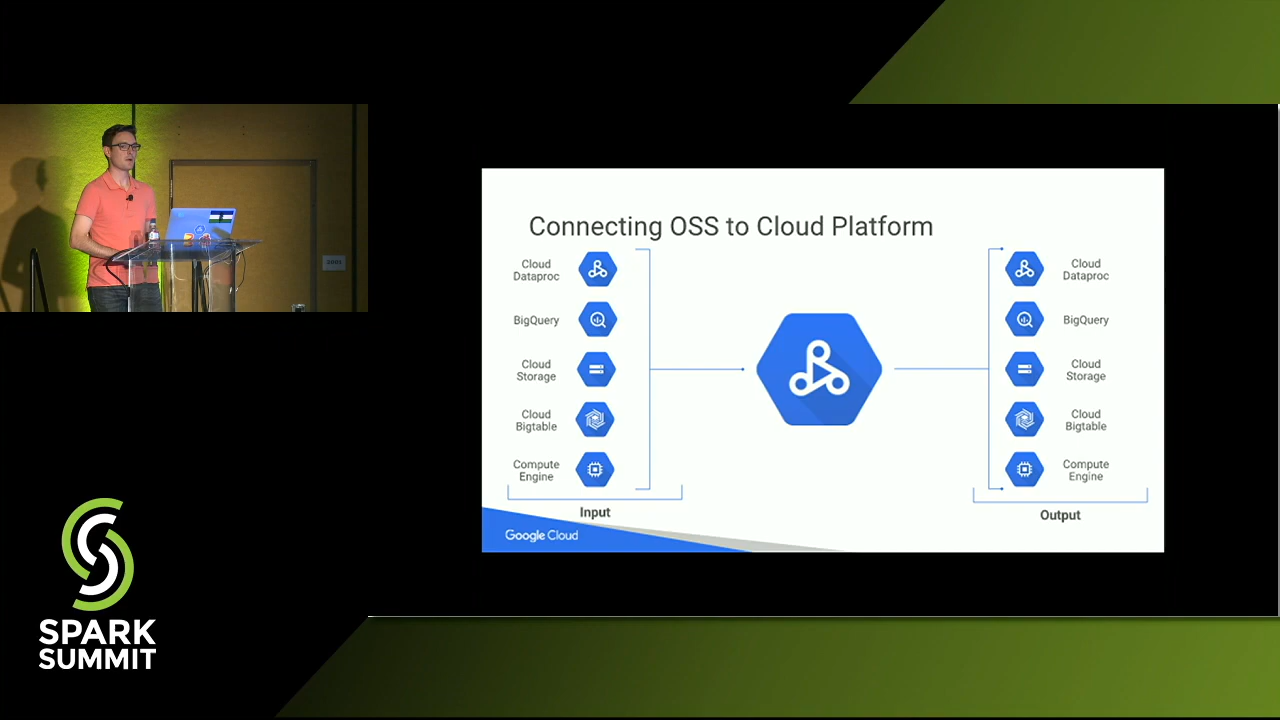 Connecting OSS to Cloud Platform
Cloud
Dataproc
BigQuery
Cloud
Storage
Cloud
Bigtable
Compute
Engine
Input
Cloud
Dataproc
BigQuery
Cloud
Storage
Cloud
Bigtable
Compute
Engine
Output
Google Cloud
SPARK
SUMMIT